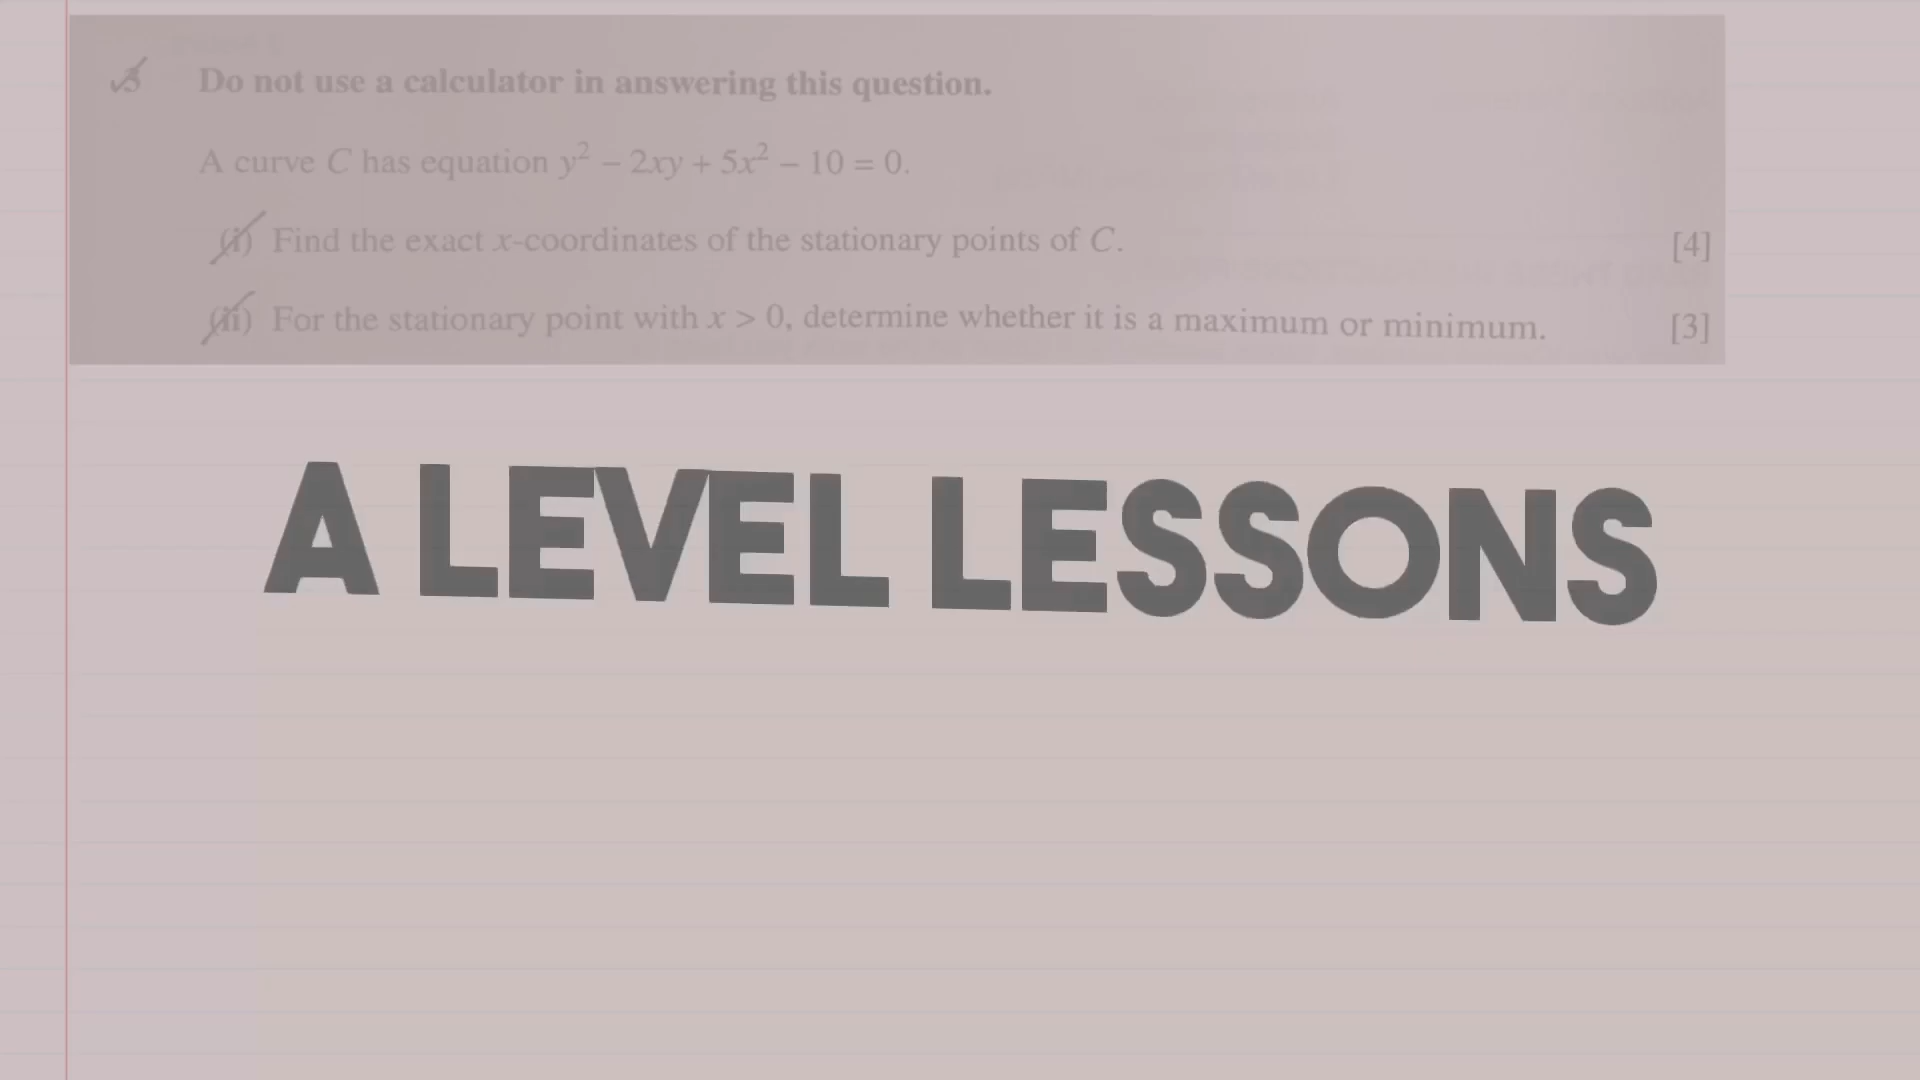 3 Do not use a calculator in answering this question.
A curve C has equation y² – 2xy + 5x² – 10 = 0.
(i) Find the exact x-coordinates of the stationary points of C. [4]
(ii) For the stationary point with x > 0, determine whether it is a maximum or minimum. [3]
A LEVEL LESSONS